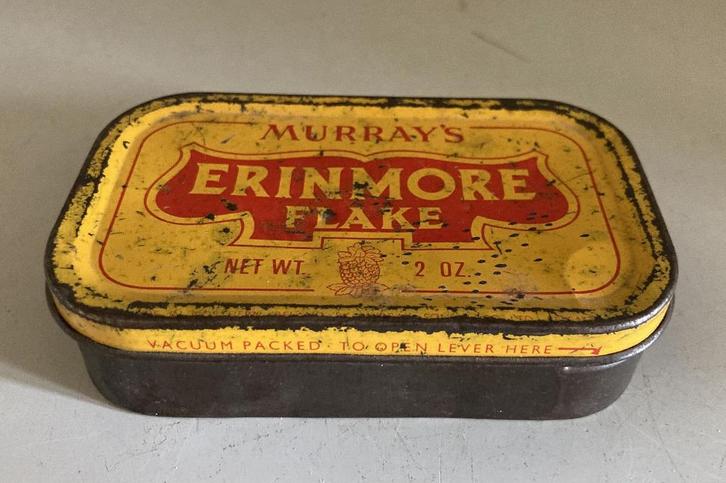 MURRAY'S
ERINMORE
FLAKE
NET WT 2 OZ.
VACUUM PACKED · TO OPEN LEVER HERE